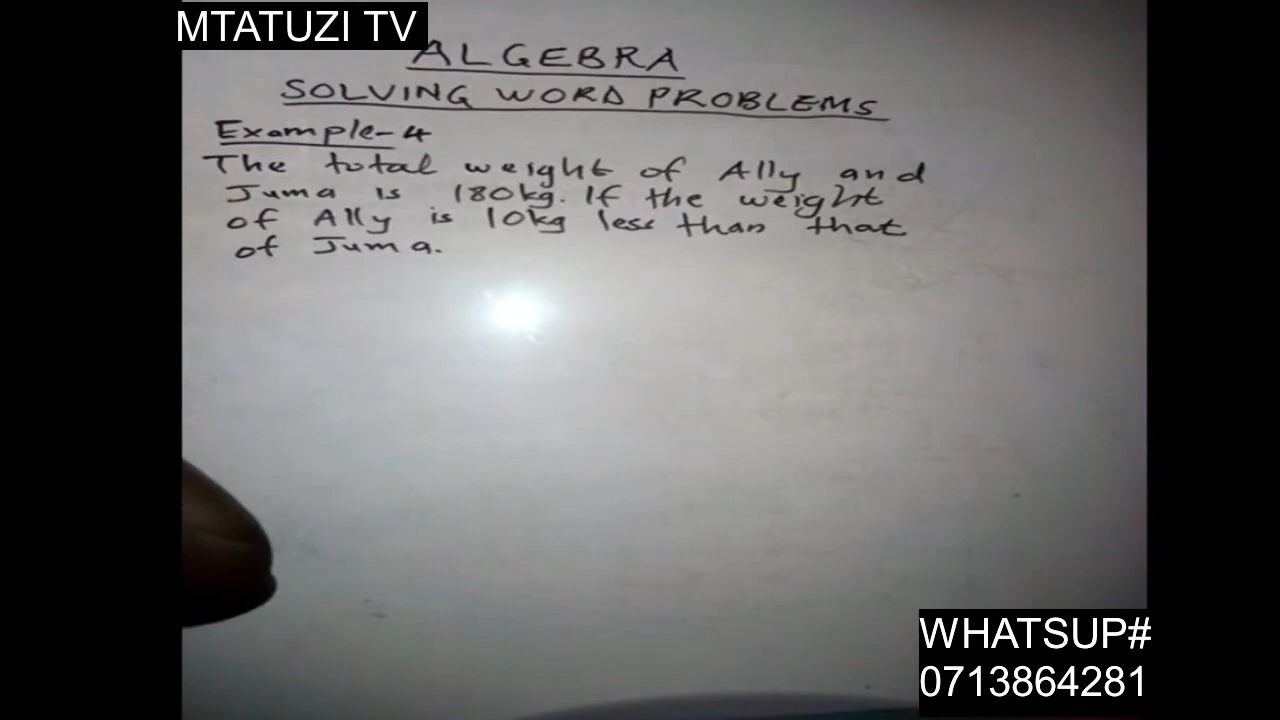 MTATUZI TV
ALGEBRA
SOLVING WORD PROBLEMS
Example-4
The total weight of Ally and
Juma is 180kg. If the weight
of Ally is 10kg less than that
of Juma.
WHATSUP#
0713864281